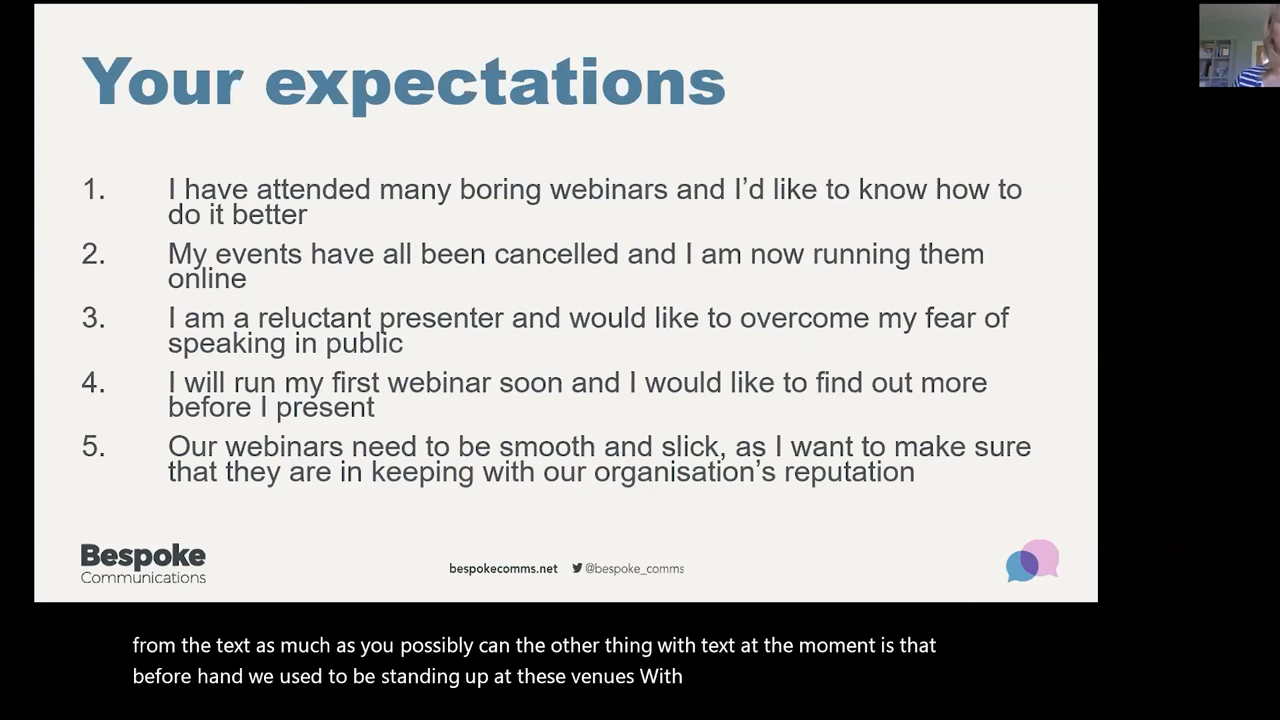 Your expectations
1. I have attended many boring webinars and I’d like to know how to
do it better
2. My events have all been cancelled and I am now running them
online
3. I am a reluctant presenter and would like to overcome my fear of
speaking in public
4. I will run my first webinar soon and I would like to find out more
before I present
5. Our webinars need to be smooth and slick, as I want to make sure
that they are in keeping with our organisation’s reputation
Bespoke
Communications
bespokecomms.net @bespoke_comms
from the text as much as you possibly can the other thing with text at the moment is that
before hand we used to be standing up at these venues With